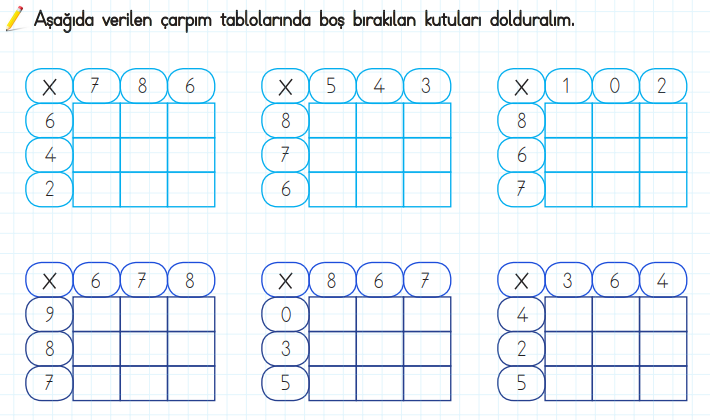 Aşağıda verilen çarpım tablolarında boş bırakılan kutuları dolduralım.
X 7 8 6
6
4
2
X 5 4 3
8
7
6
X 1 0 2
8
6
7
X 6 7 8
9
8
7
X 8 6 7
0
3
5
X 3 6 4
4
2
5